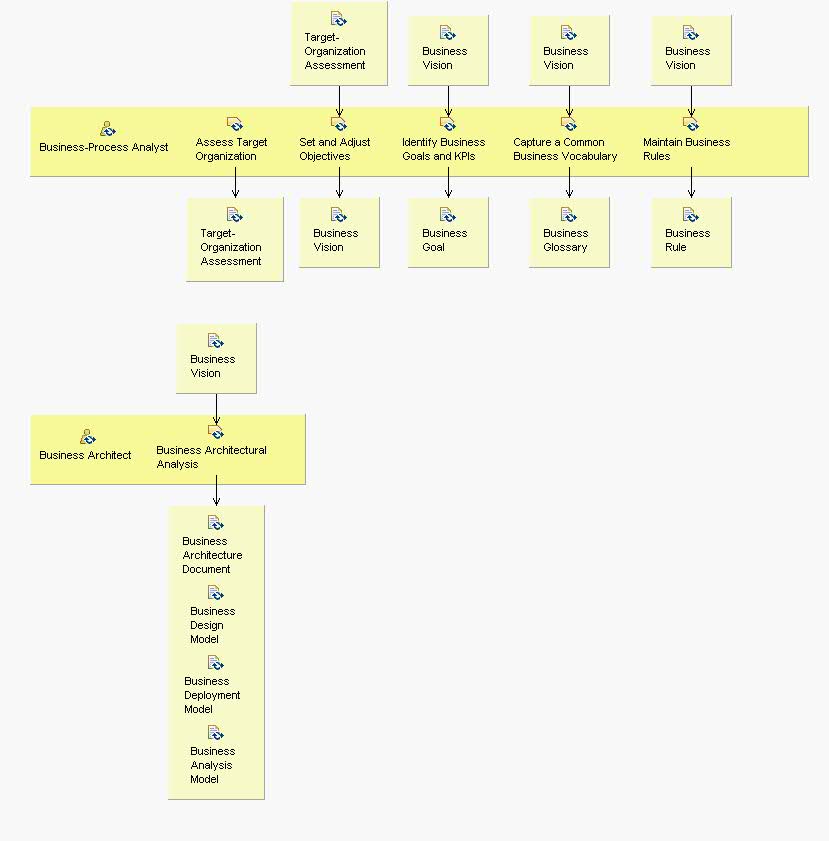 Target-
Organization
Assessment
Business
Vision
Business
Vision
Business
Vision
Business-Process Analyst
Assess Target
Organization
Set and Adjust
Objectives
Identify Business
Goals and KPIs
Capture a Common
Business Vocabulary
Maintain Business
Rules
Target-
Organization
Assessment
Business
Vision
Business
Goal
Business
Glossary
Business
Rule
Business
Vision
Business Architect
Business Architectural
Analysis
Business
Architecture
Document
Business
Design
Model
Business
Deployment
Model
Business
Analysis
Model